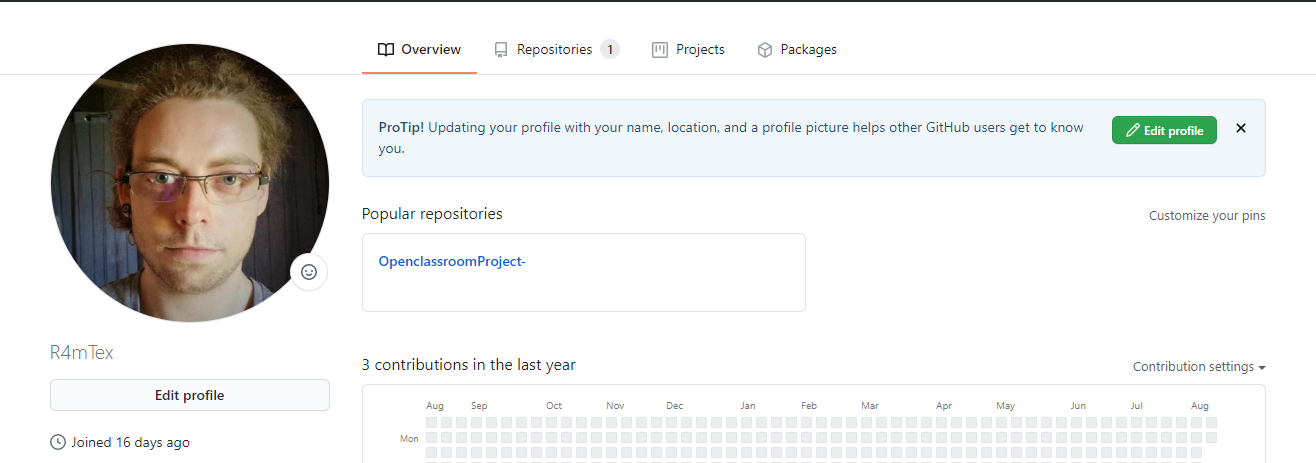 Overview Repositories 1 Projects Packages
ProTip! Updating your profile with your name, location, and a profile picture helps other GitHub users get to know
you.
Edit profile
Popular repositories
Customize your pins
OpenclassroomProject-
R4mTex
Edit profile
Joined 16 days ago
3 contributions in the last year
Contribution settings
Aug Sep Oct Nov Dec Jan Feb Mar Apr May Jun Jul Aug
Mon